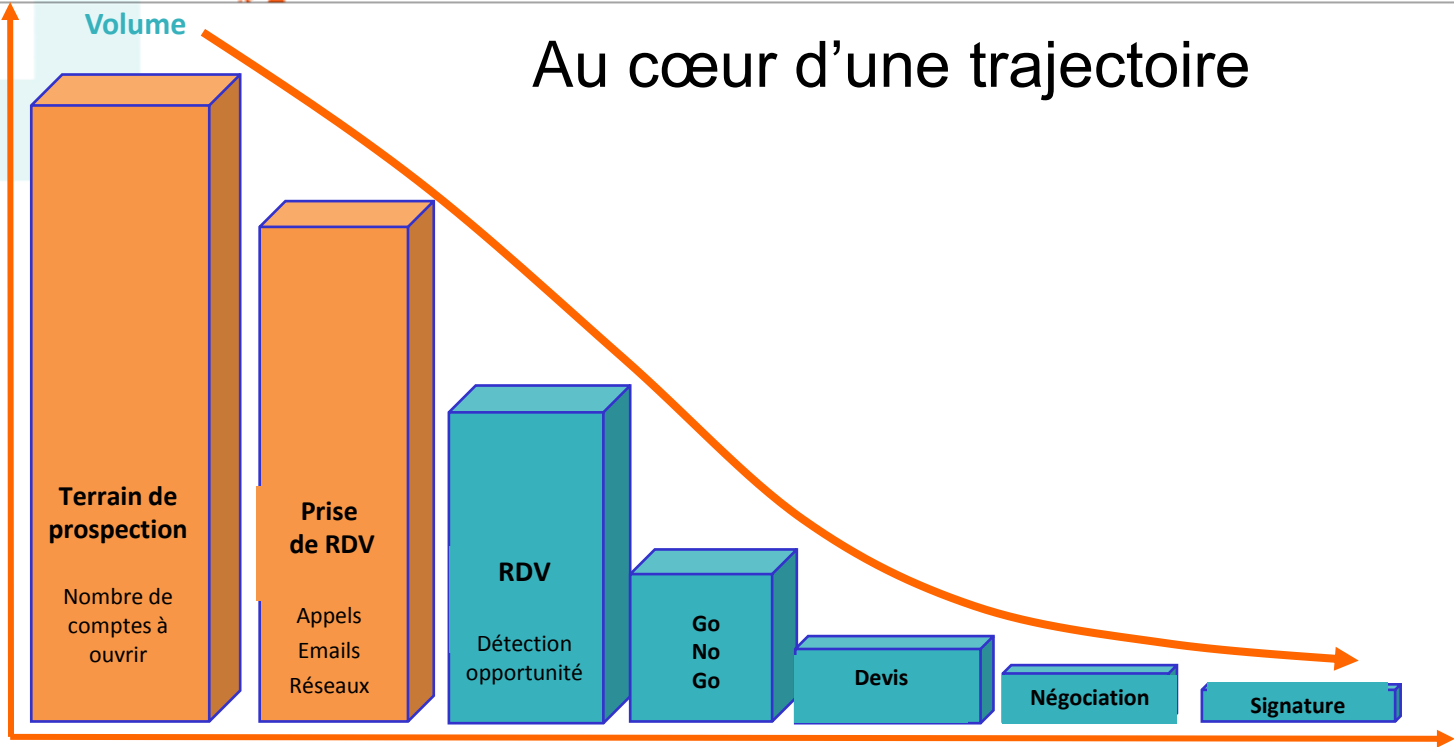 Volume
Au cœur d’une trajectoire
Terrain de
prospection
Nombre de
comptes à
ouvrir
Prise
de RDV
Appels
Emails
Réseaux
RDV
Détection
opportunité
Go
No
Go
Devis
Négociation
Signature